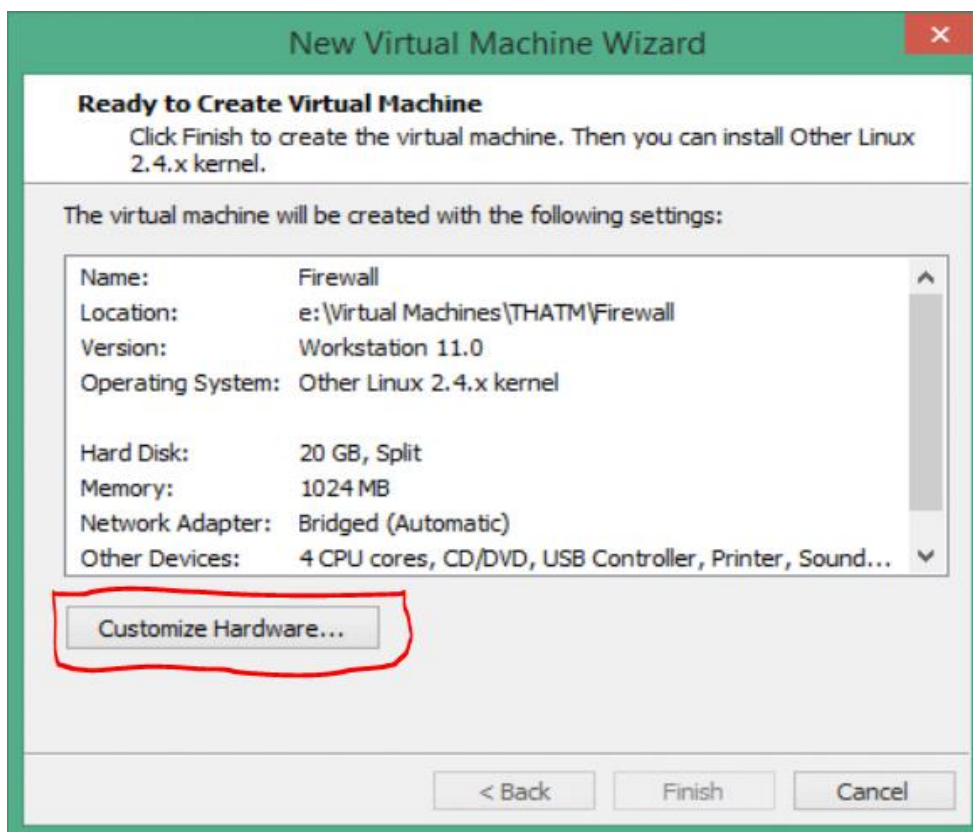 New Virtual Machine Wizard
Ready to Create Virtual Machine
Click Finish to create the virtual machine. Then you can install Other Linux
2.4.x kernel.
The virtual machine will be created with the following settings:
Name: Firewall
Location: e:\Virtual Machines\THATM\Firewall
Version: Workstation 11.0
Operating System: Other Linux 2.4.x kernel
Hard Disk: 20 GB, Split
Memory: 1024 MB
Network Adapter: Bridged (Automatic)
Other Devices: 4 CPU cores, CD/DVD, USB Controller, Printer, Sound...
Customize Hardware...
< Back Finish Cancel